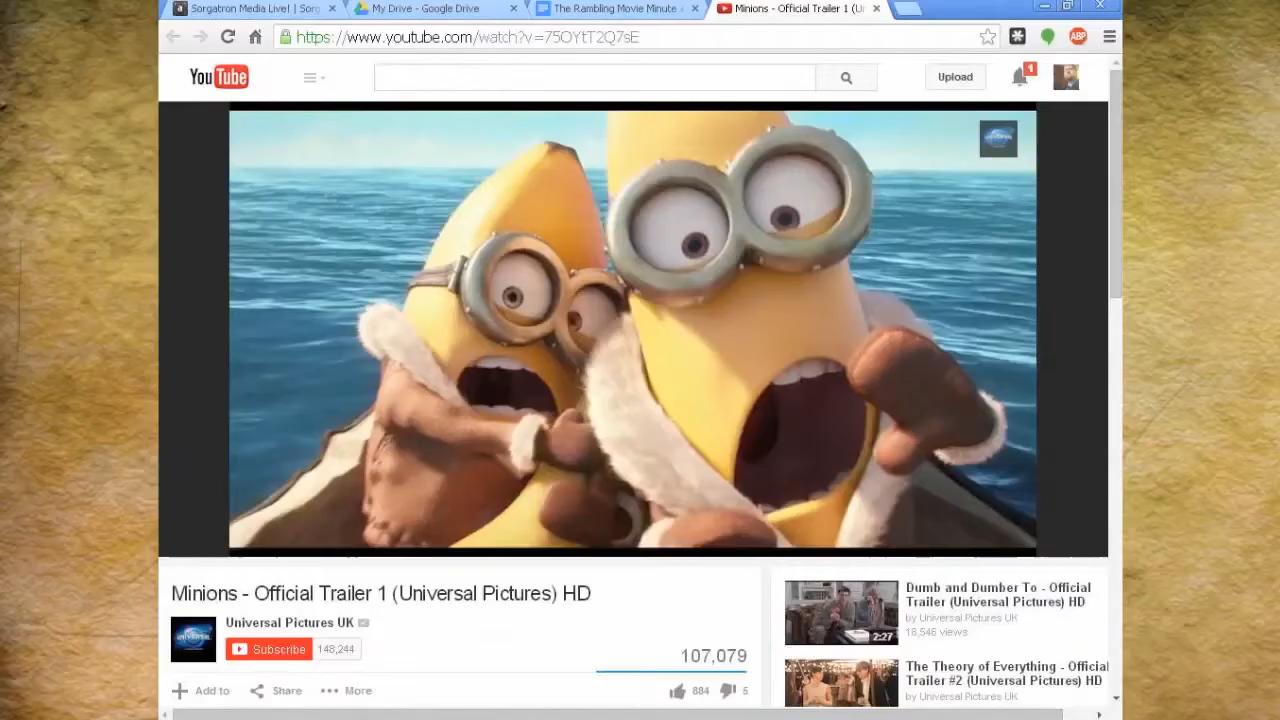 Sorgatron Media Live! | Sorg
My Drive - Google Drive
The Rambling Movie Minute
Minions - Official Trailer 1 (Ur
https://www.youtube.com/watch?v=75OYtT2Q7sE
ABP
YouTube
Upload
1
UNIVERSAL
Minions - Official Trailer 1 (Universal Pictures) HD
Universal Pictures UK
Subscribe 148,244
107,079
Add to Share More 884 5
Dumb and Dumber To - Official
Trailer (Universal Pictures) HD
by Universal Pictures UK
18,546 views
2:27
The Theory of Everything - Official
Trailer #2 (Universal Pictures) HD
by Universal Pictures UK